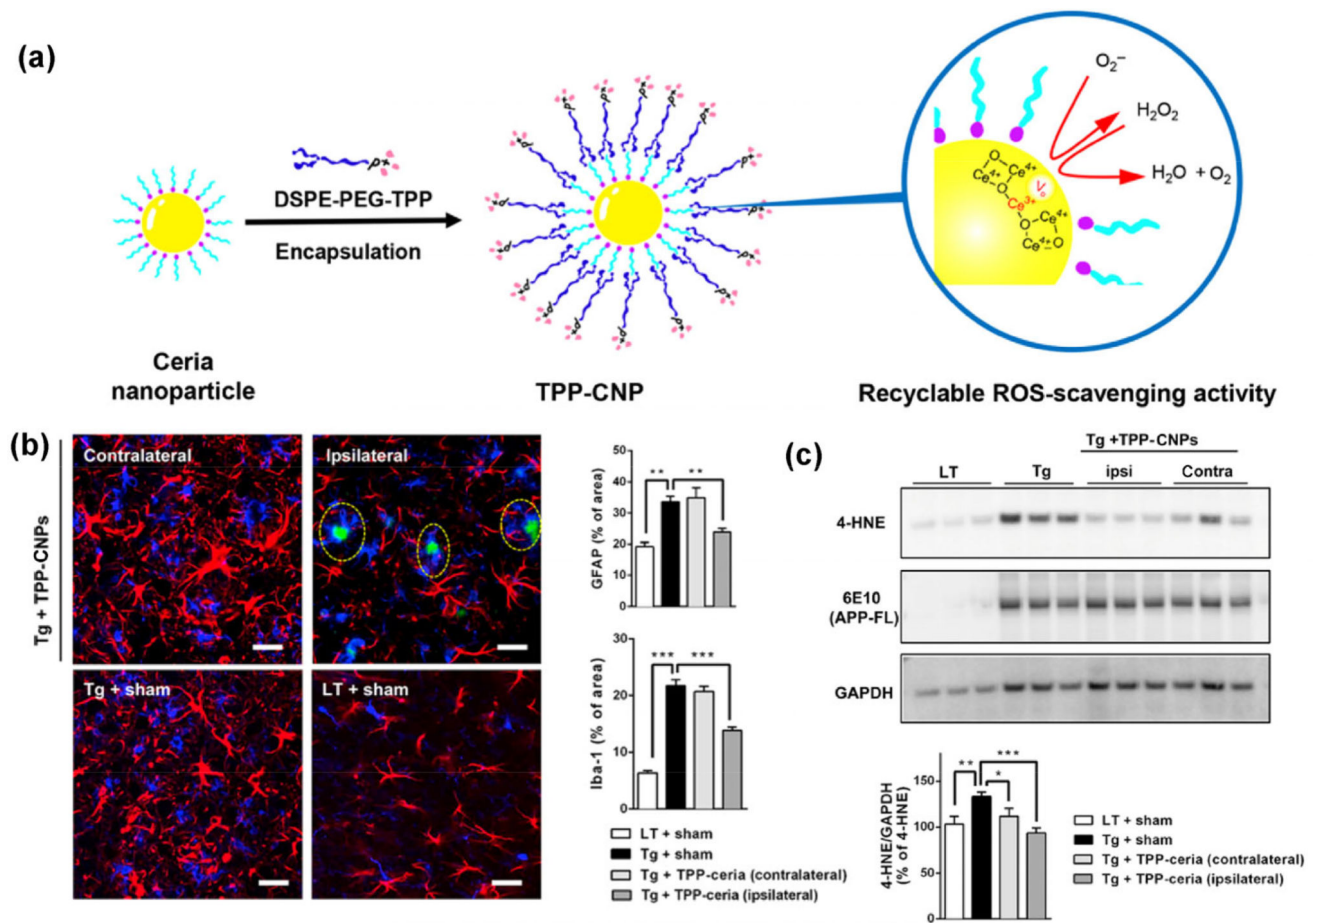 (a)
DSPE-PEG-TPP
Encapsulation
Ceria
nanoparticle
TPP-CNP
O₂⁻
H₂O₂
H₂O + O₂
O
Ce⁴⁺
Ce⁴⁺
O
Vₒ
Ce³⁺
O
Ce⁴⁺
Ce⁴⁺
O
Recyclable ROS-scavenging activity
(b)
Tg + TPP-CNPs
Contralateral
Ipsilateral
Tg + sham
LT + sham
GFAP (% of area)
50
40
30
20
10
0
**
**
Iba-1 (% of area)
30
20
10
0
***
***
LT + sham
Tg + sham
Tg + TPP-ceria (contralateral)
Tg + TPP-ceria (ipsilateral)
(c)
Tg +TPP-CNPs
LT
Tg
ipsi
Contra
4-HNE
6E10
(APP-FL)
GAPDH
4-HNE/GAPDH
(% of 4-HNE)
150
100
50
0
**
***
*
LT + sham
Tg + sham
Tg + TPP-ceria (contralateral)
Tg + TPP-ceria (ipsilateral)